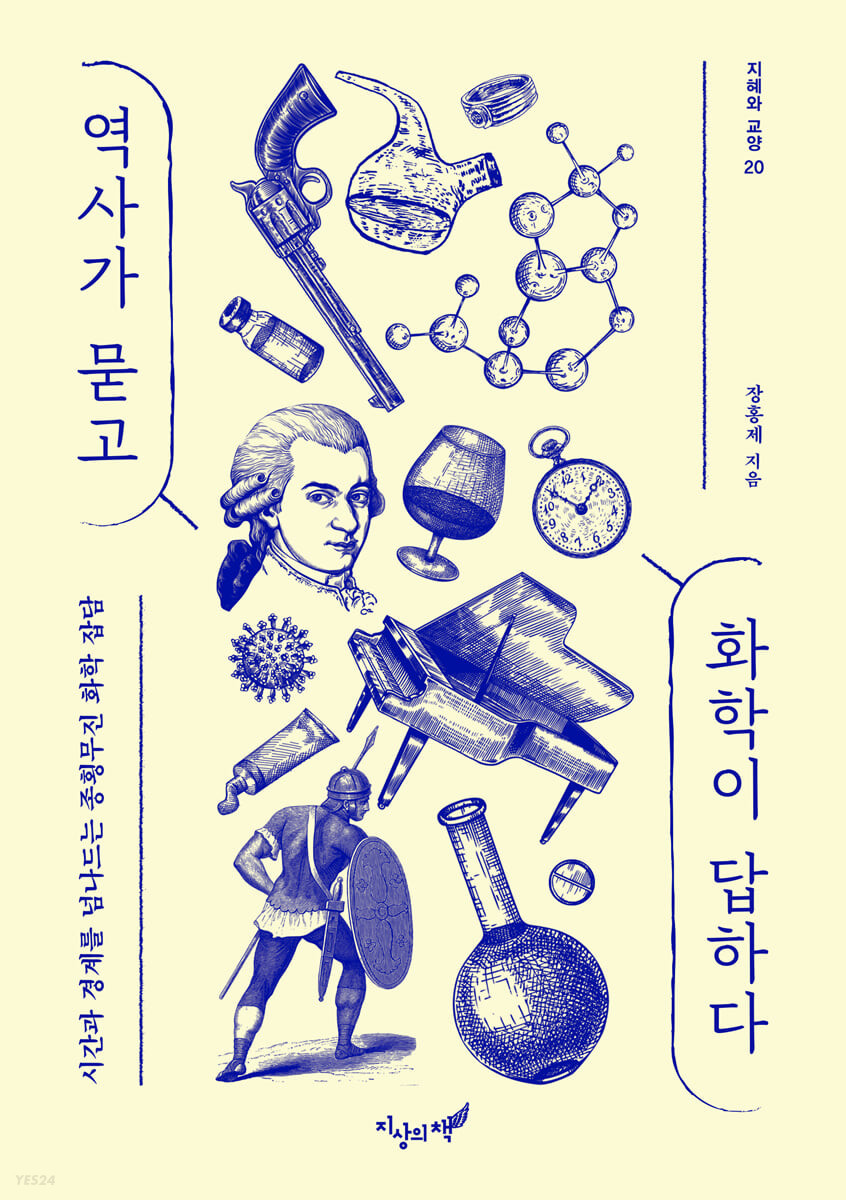 역사가 묻고
화학이 답하다
시간과 경계를 넘나드는 종횡무진 화학 잡담
지혜와 교양 20
장홍제 지음
지상의책
YES24